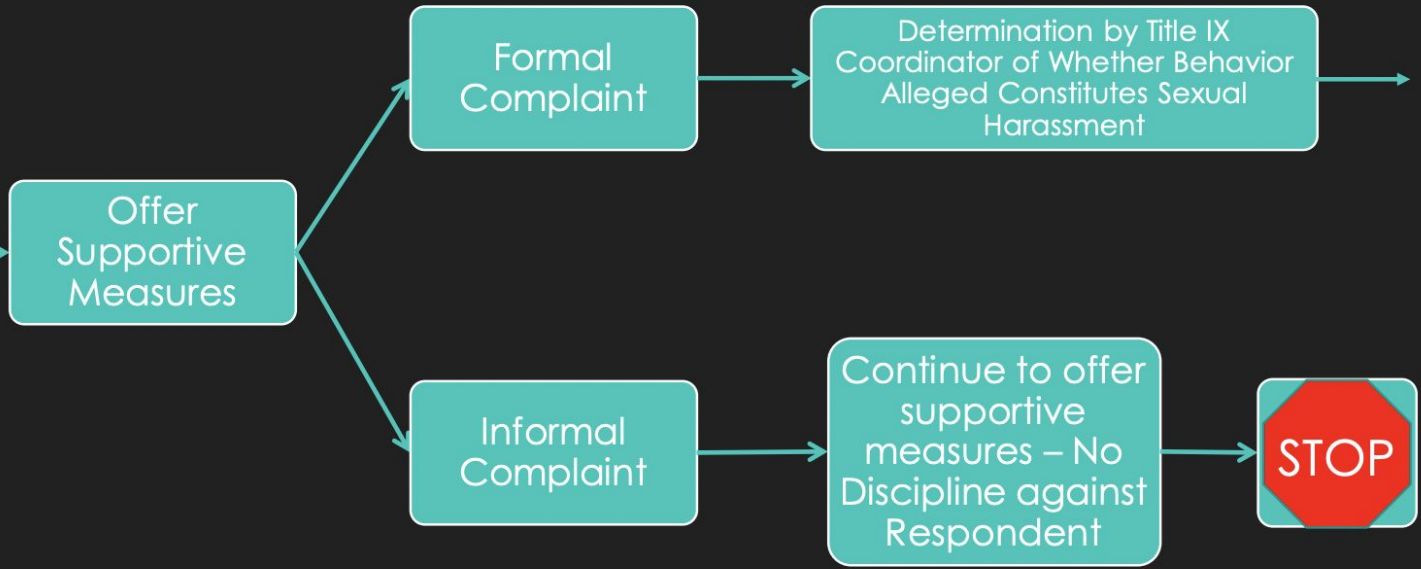 Offer
Supportive
Measures
Formal
Complaint
Determination by Title IX
Coordinator of Whether Behavior
Alleged Constitutes Sexual
Harassment
Informal
Complaint
Continue to offer
supportive
measures – No
Discipline against
Respondent
STOP